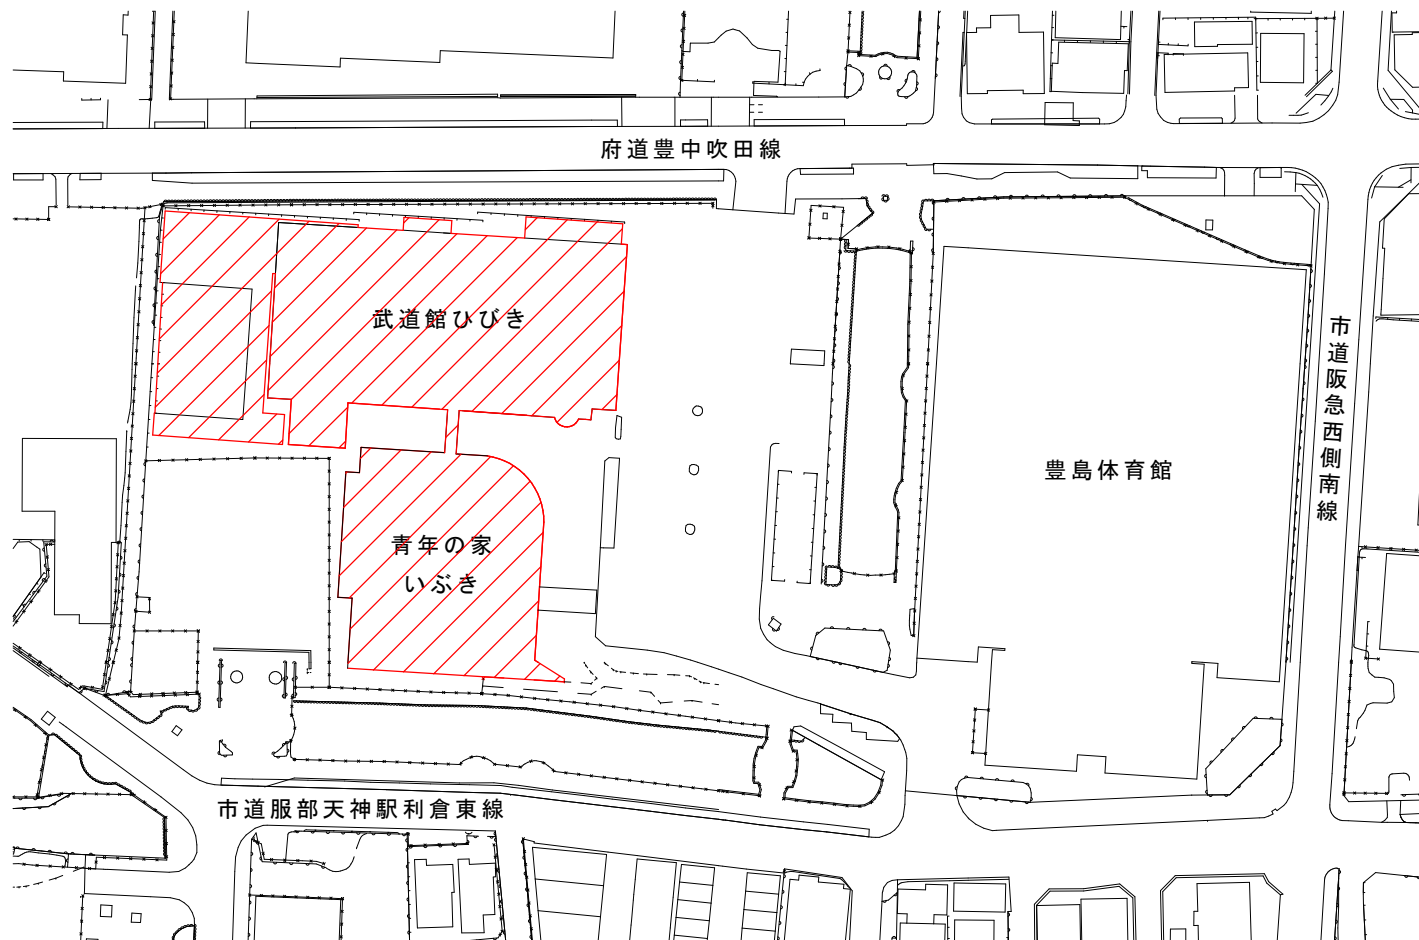 府道豊中吹田線
武道館ひびき
市道阪急西側南線
豊島体育館
青年の家
いぶき
市道服部天神駅利倉東線